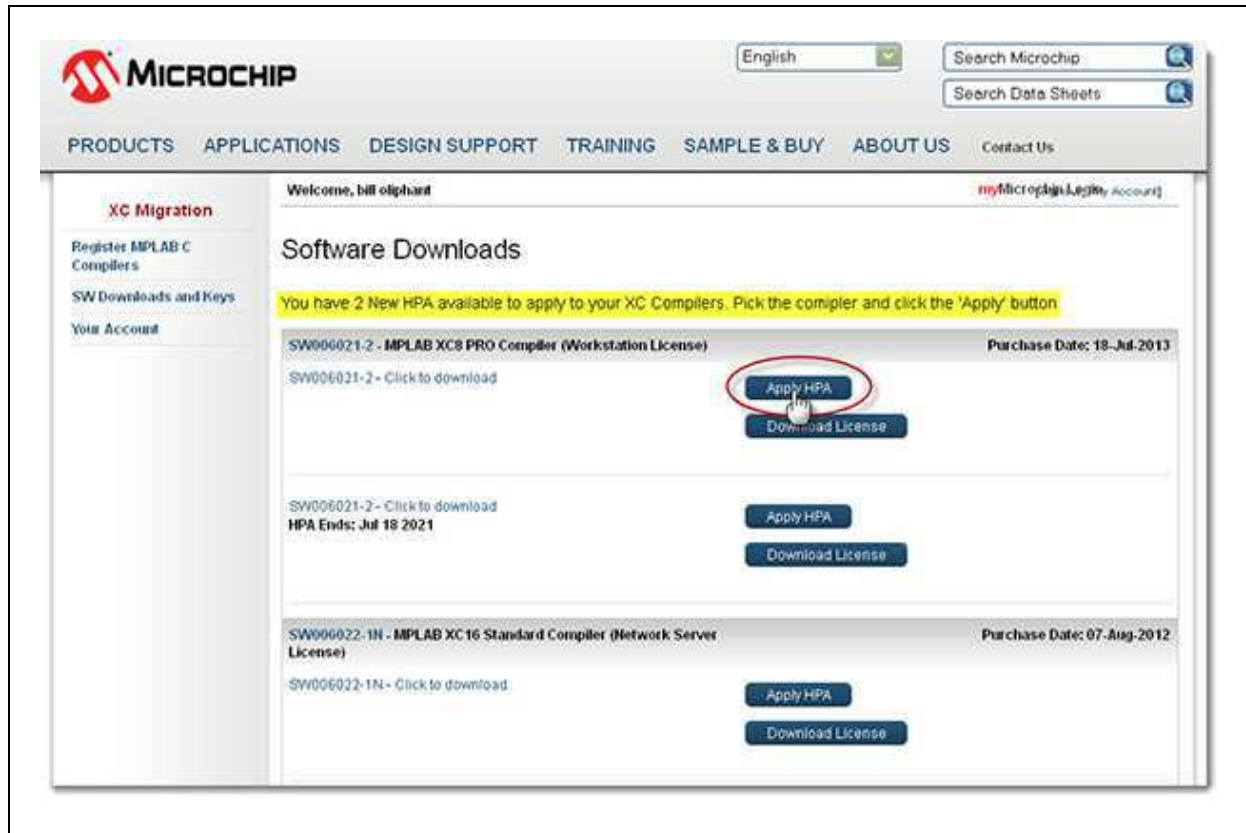 MICROCHIP
English
Search Microchip
Search Data Sheets
PRODUCTS APPLICATIONS DESIGN SUPPORT TRAINING SAMPLE & BUY ABOUT US Contact Us
XC Migration
Register MPLAB C
Compilers
SW Downloads and Keys
Your Account
Welcome, bill oliphant
myMicrochip Login Account]
Software Downloads
You have 2 New HPA available to apply to your XC Compilers. Pick the comipler and click the 'Apply' button
SW006021-2 - MPLAB XC8 PRO Compiler (Workstation License) Purchase Date: 18-Jul-2013
SW006021-2 - Click to download
Apply HPA
Download License
SW006021-2 - Click to download
HPA Ends: Jul 18 2021
Apply HPA
Download License
SW006022-1N - MPLAB XC16 Standard Compiler (Network Server
License)
Purchase Date: 07-Aug-2012
SW006022-1N - Click to download
Apply HPA
Download License